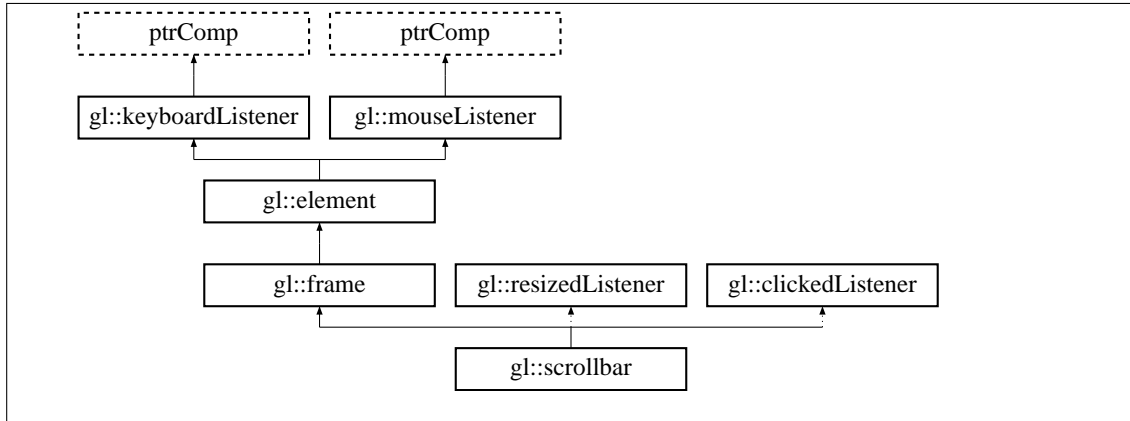 ptrComp ptrComp
gl::keyboardListener gl::mouseListener
gl::element
gl::frame gl::resizedListener gl::clickedListener
gl::scrollbar